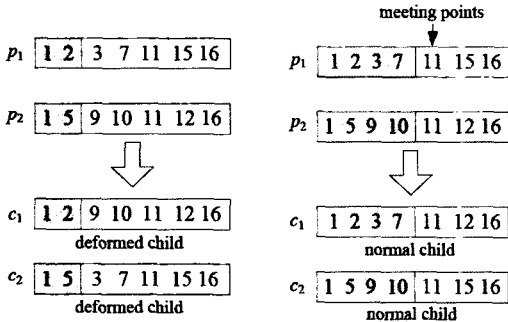 p1 1 2 3 7 11 15 16
p2 1 5 9 10 11 12 16
c1 1 2 9 10 11 12 16
deformed child
c2 1 5 3 7 11 15 16
deformed child
meeting points
p1 1 2 3 7 11 15 16
p2 1 5 9 10 11 12 16
c1 1 2 3 7 11 12 16
normal child
c2 1 5 9 10 11 15 16
normal child